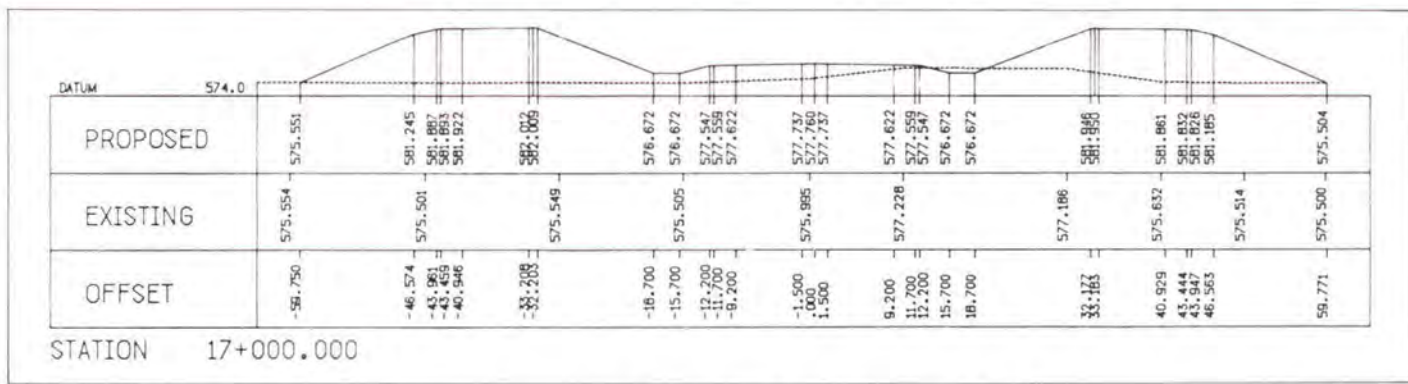 DATUM 574.0
PROPOSED 575.551 581.245 581.887 581.893 581.922 582.009 576.672 576.672 577.547 577.559 577.622 577.737 577.760 577.737 577.622 577.559 577.547 576.672 576.672 581.946 581.950 581.861 581.832 581.826 581.185 575.504
EXISTING 575.554 575.501 575.549 575.505 575.995 577.228 577.186 575.632 575.514 575.500
OFFSET -59.750 -46.574 -43.961 -43.459 -40.946 -33.208 -32.203 -18.700 -15.700 -12.200 -11.700 -9.200 -1.500 .000 1.500 9.200 11.700 12.200 15.700 18.700 33.183 40.929 43.444 43.947 46.563 59.771
STATION 17+000.000